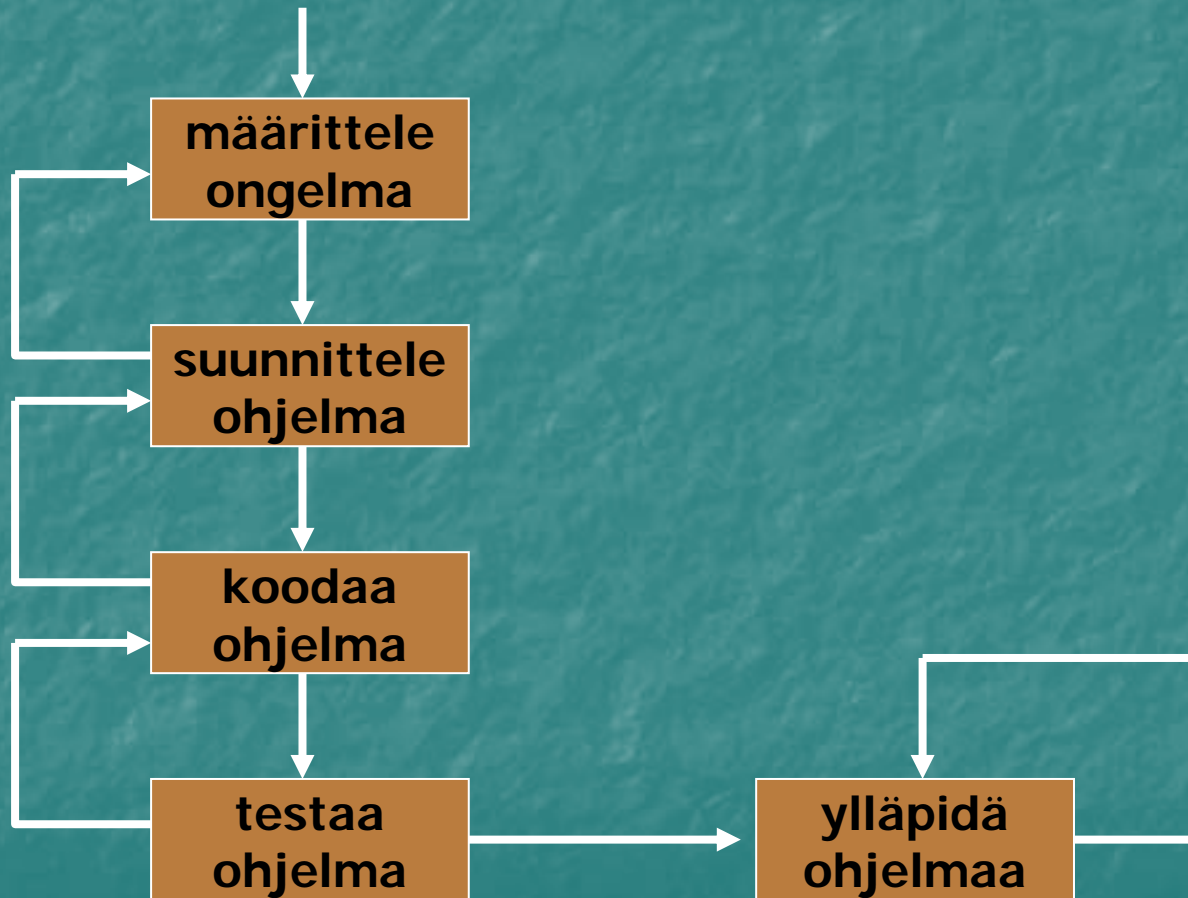 määrittele
ongelma
suunnittele
ohjelma
koodaa
ohjelma
testaa
ohjelma
ylläpidä
ohjelmaa